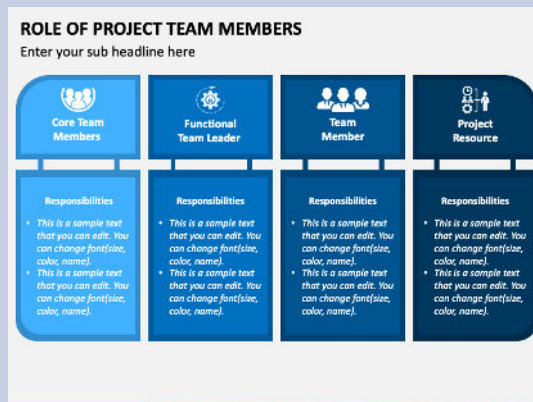 ROLE OF PROJECT TEAM MEMBERS
Enter your sub headline here
Core Team
Members
Responsibilities
• This is a sample text
that you can edit. You
can change font(size,
color, name).
• This is a sample text
that you can edit. You
can change font(size,
color, name).
Functional
Team Leader
Responsibilities
• This is a sample text
that you can edit. You
can change font(size,
color, name).
• This is a sample text
that you can edit. You
can change font(size,
color, name).
Team
Member
Responsibilities
• This is a sample text
that you can edit. You
can change font(size,
color, name).
• This is a sample text
that you can edit. You
can change font(size,
color, name).
Project
Resource
Responsibilities
• This is a sample text
that you can edit. You
can change font(size,
color, name).
• This is a sample text
that you can edit. You
can change font(size,
color, name).